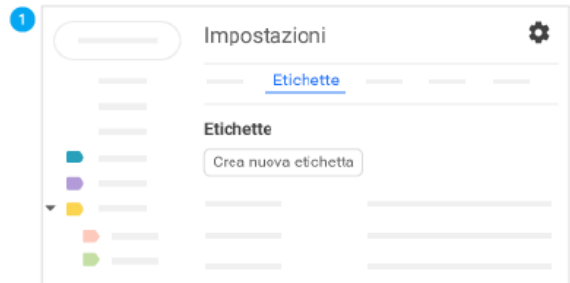 1
Impostazioni
Etichette
Etichette
Crea nuova etichetta